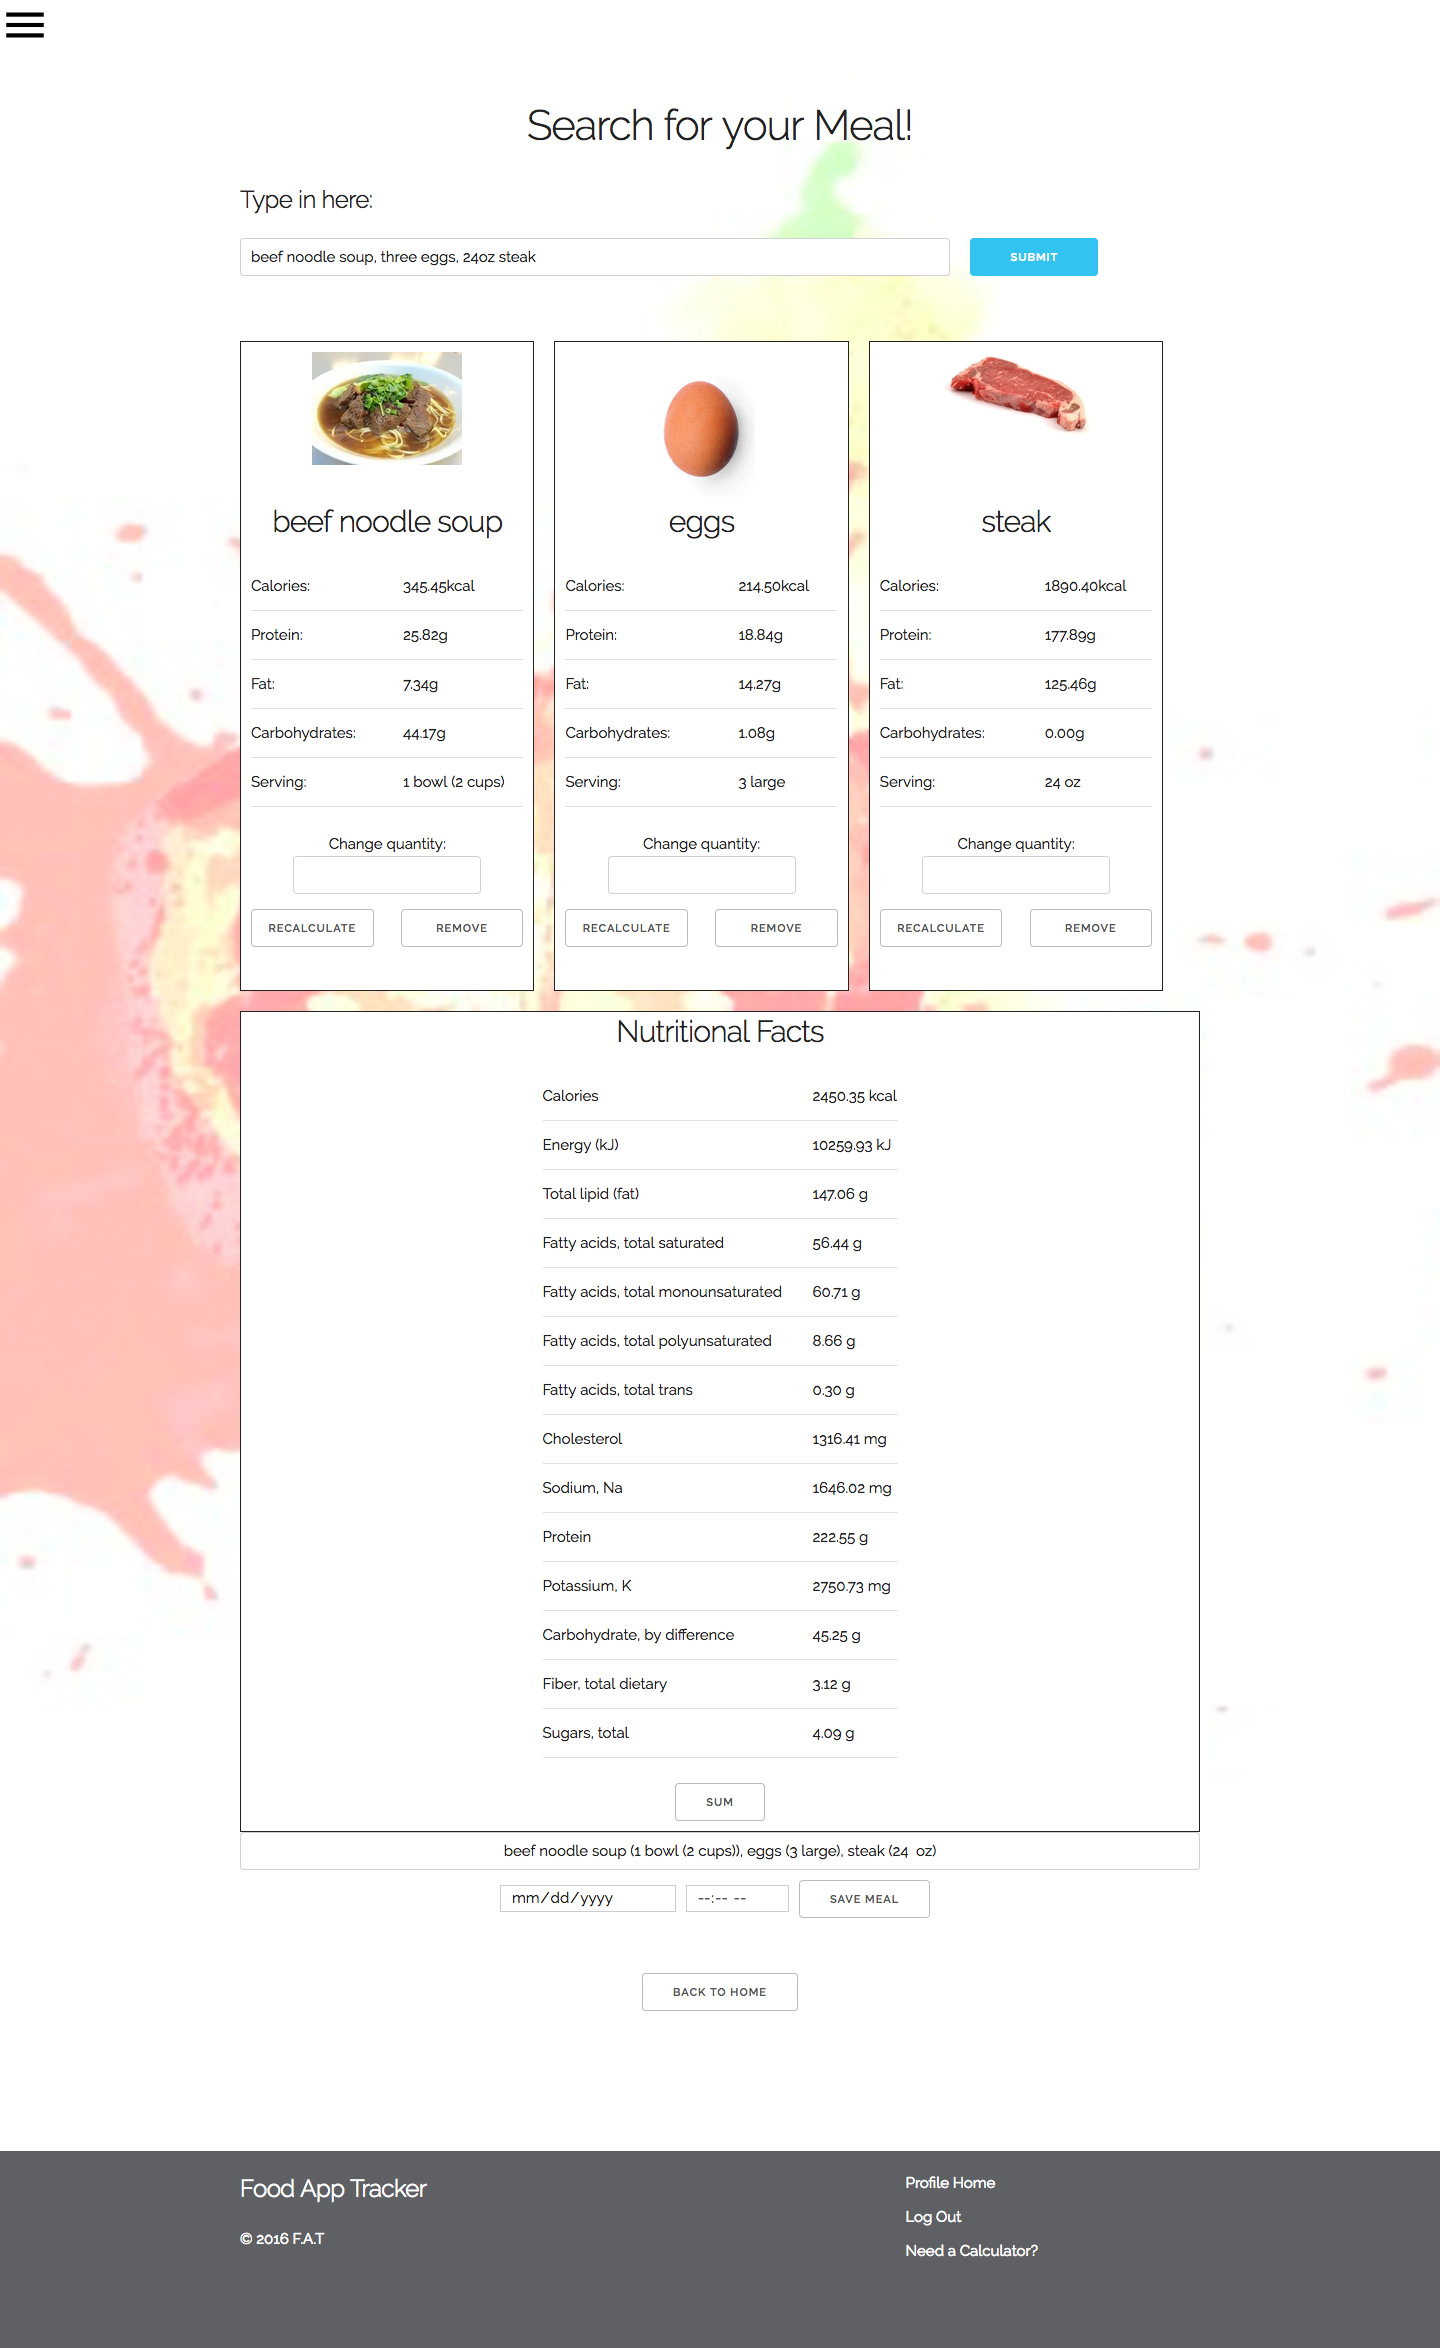 Search for your Meal!
Type in here:
beef noodle soup, three eggs, 24oz steak
SUBMIT
beef noodle soup
Calories: 345.45kcal
Protein: 25.82g
Fat: 7.34g
Carbohydrates: 44.17g
Serving: 1 bowl (2 cups)
Change quantity:
RECALCULATE REMOVE
eggs
Calories: 214.50kcal
Protein: 18.84g
Fat: 14.27g
Carbohydrates: 1.08g
Serving: 3 large
Change quantity:
RECALCULATE REMOVE
steak
Calories: 1890.40kcal
Protein: 177.89g
Fat: 125.46g
Carbohydrates: 0.00g
Serving: 24 oz
Change quantity:
RECALCULATE REMOVE
Nutritional Facts
Calories 2450.35 kcal
Energy (kJ) 10259.93 kJ
Total lipid (fat) 147.06 g
Fatty acids, total saturated 56.44 g
Fatty acids, total monounsaturated 60.71 g
Fatty acids, total polyunsaturated 8.66 g
Fatty acids, total trans 0.30 g
Cholesterol 1316.41 mg
Sodium, Na 1646.02 mg
Protein 222.55 g
Potassium, K 2750.73 mg
Carbohydrate, by difference 45.25 g
Fiber, total dietary 3.12 g
Sugars, total 4.09 g
SUM
beef noodle soup (1 bowl (2 cups)), eggs (3 large), steak (24 oz)
mm/dd/yyyy --:-- -- SAVE MEAL
BACK TO HOME
Food App Tracker
© 2016 F.A.T
Profile Home
Log Out
Need a Calculator?